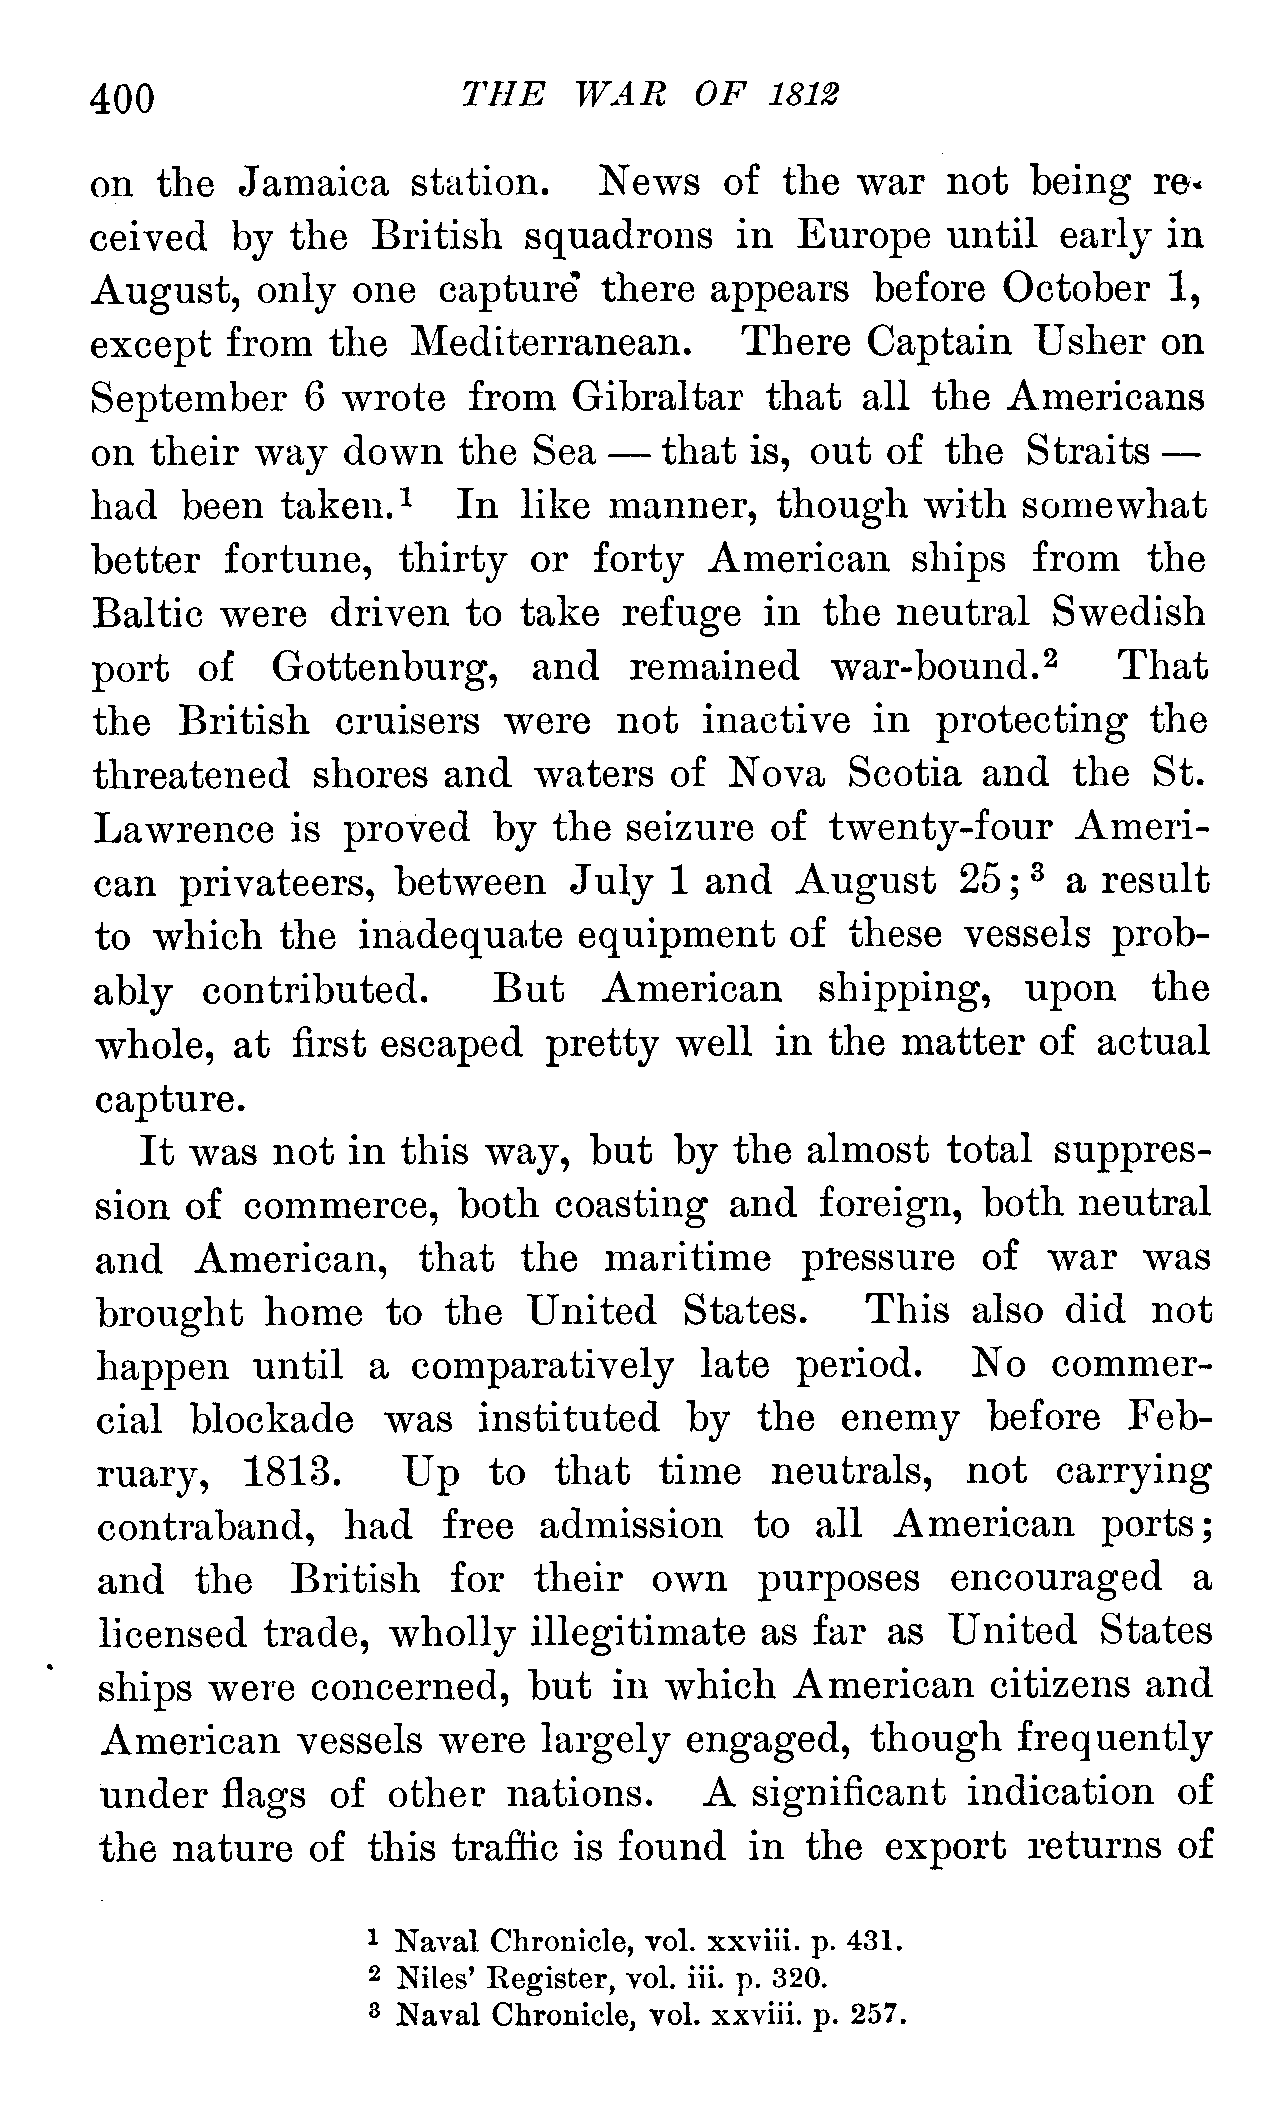 400 THE WAR OF 1812
on the Jamaica station. News of the war not being re-
ceived by the British squadrons in Europe until early in
August, only one capture there appears before October 1,
except from the Mediterranean. There Captain Usher on
September 6 wrote from Gibraltar that all the Americans
on their way down the Sea — that is, out of the Straits —
had been taken.¹ In like manner, though with somewhat
better fortune, thirty or forty American ships from the
Baltic were driven to take refuge in the neutral Swedish
port of Gottenburg, and remained war-bound.² That
the British cruisers were not inactive in protecting the
threatened shores and waters of Nova Scotia and the St.
Lawrence is proved by the seizure of twenty-four Ameri-
can privateers, between July 1 and August 25;³ a result
to which the inadequate equipment of these vessels prob-
ably contributed. But American shipping, upon the
whole, at first escaped pretty well in the matter of actual
capture.
It was not in this way, but by the almost total suppres-
sion of commerce, both coasting and foreign, both neutral
and American, that the maritime pressure of war was
brought home to the United States. This also did not
happen until a comparatively late period. No commer-
cial blockade was instituted by the enemy before Feb-
ruary, 1813. Up to that time neutrals, not carrying
contraband, had free admission to all American ports;
and the British for their own purposes encouraged a
licensed trade, wholly illegitimate as far as United States
ships were concerned, but in which American citizens and
American vessels were largely engaged, though frequently
under flags of other nations. A significant indication of
the nature of this traffic is found in the export returns of
¹ Naval Chronicle, vol. xxviii. p. 431.
² Niles' Register, vol. iii. p. 320.
³ Naval Chronicle, vol. xxviii. p. 257.